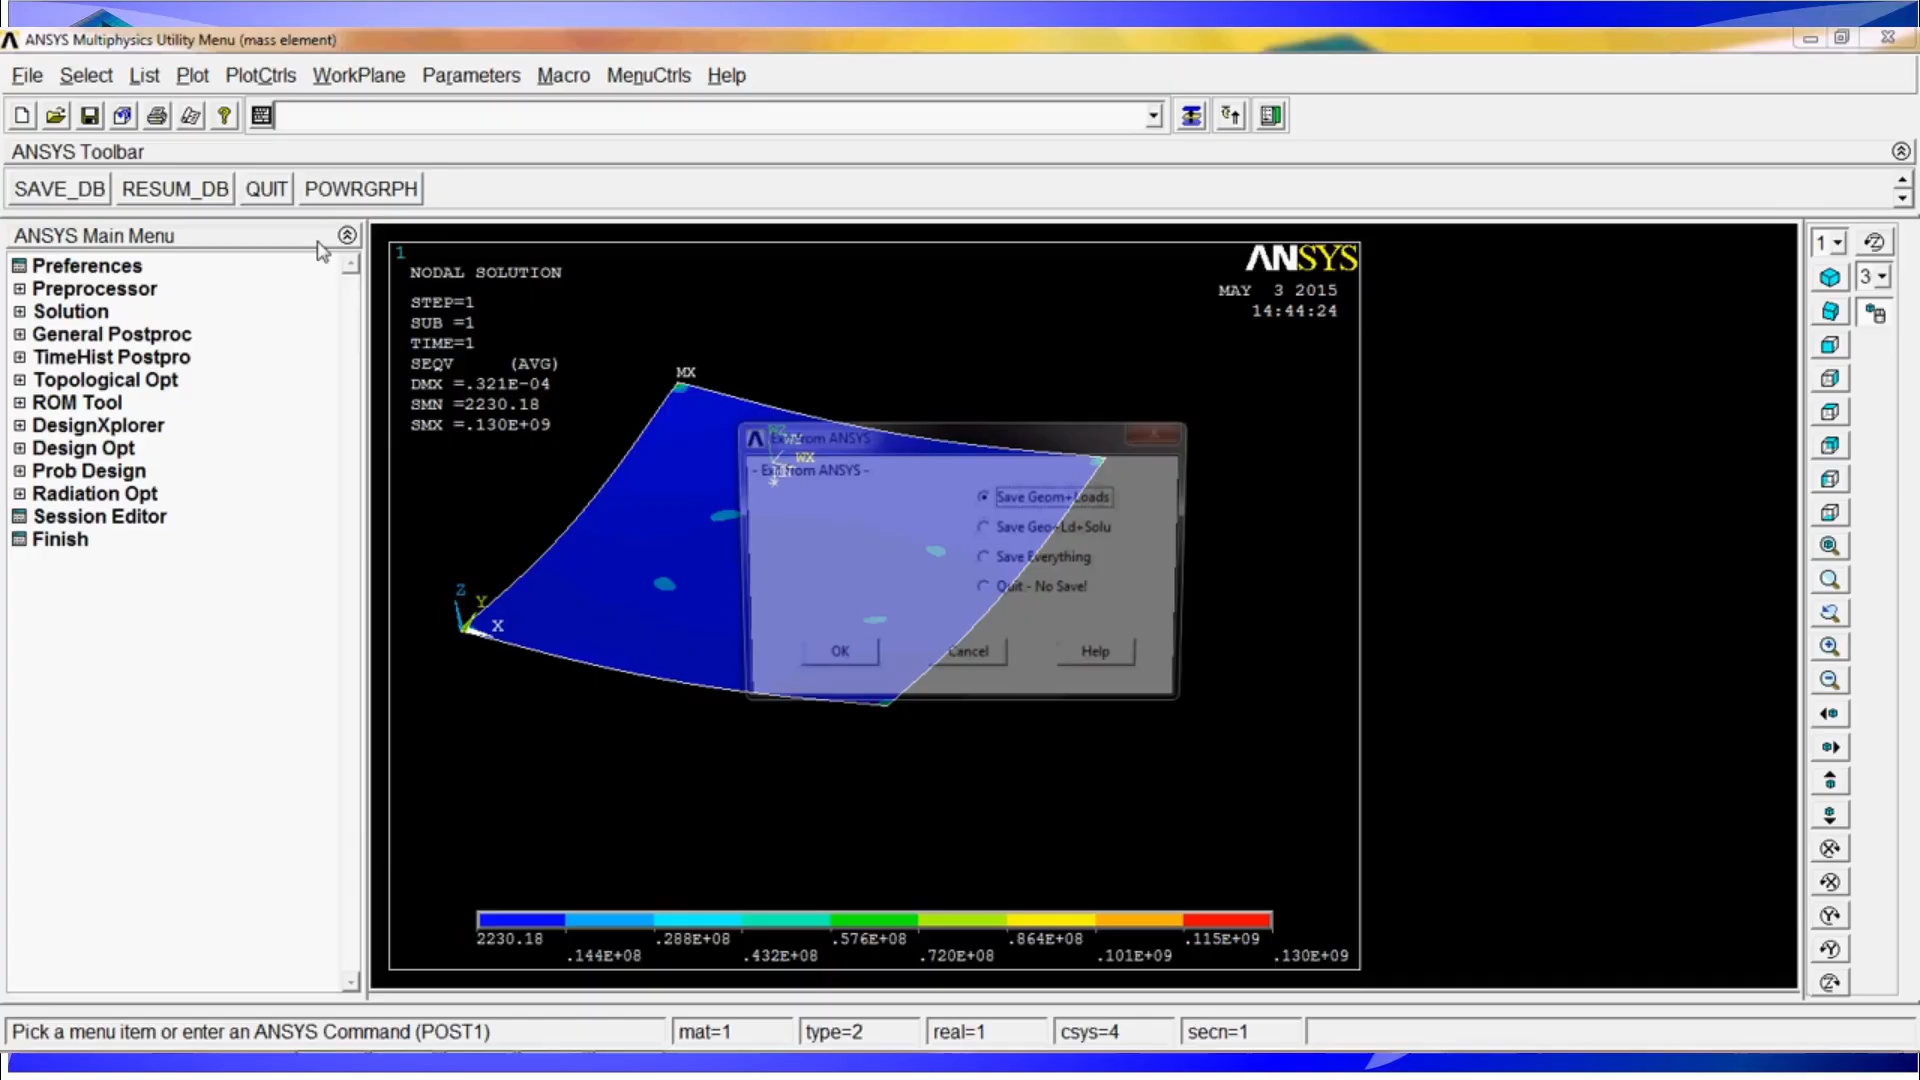 ANSYS Multiphysics Utility Menu (mass element)
File Select List Plot PlotCtrls WorkPlane Parameters Macro MenuCtrls Help
ANSYS Toolbar
SAVE_DB RESUM_DB QUIT POWRGRPH
ANSYS Main Menu
Preferences
Preprocessor
Solution
General Postproc
TimeHist Postpro
Topological Opt
ROM Tool
DesignXplorer
Design Opt
Prob Design
Radiation Opt
Session Editor
Finish
1
NODAL SOLUTION
STEP=1
SUB =1
TIME=1
SEQV (AVG)
DMX =.321E-04
SMN =2230.18
SMX =.130E+09
ANSYS
MAY 3 2015
14:44:24
MX
WX
Z
Y
X
Exit from ANSYS
- Exit from ANSYS -
Save Geom+Loads
Save Geo+Ld+Solu
Save Everything
Quit - No Save!
OK Cancel Help
2230.18 .288E+08 .576E+08 .864E+08 .115E+09
.144E+08 .432E+08 .720E+08 .101E+09 .130E+09
1
3
Pick a menu item or enter an ANSYS Command (POST1) mat=1 type=2 real=1 csys=4 secn=1